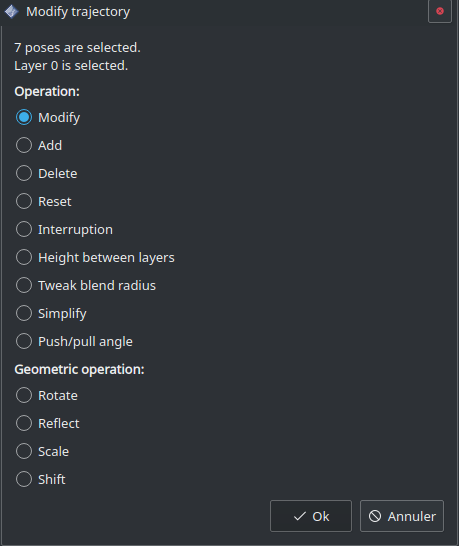 Modify trajectory
7 poses are selected.
Layer 0 is selected.
Operation:
Modify
Add
Delete
Reset
Interruption
Height between layers
Tweak blend radius
Simplify
Push/pull angle
Geometric operation:
Rotate
Reflect
Scale
Shift
Ok Annuler